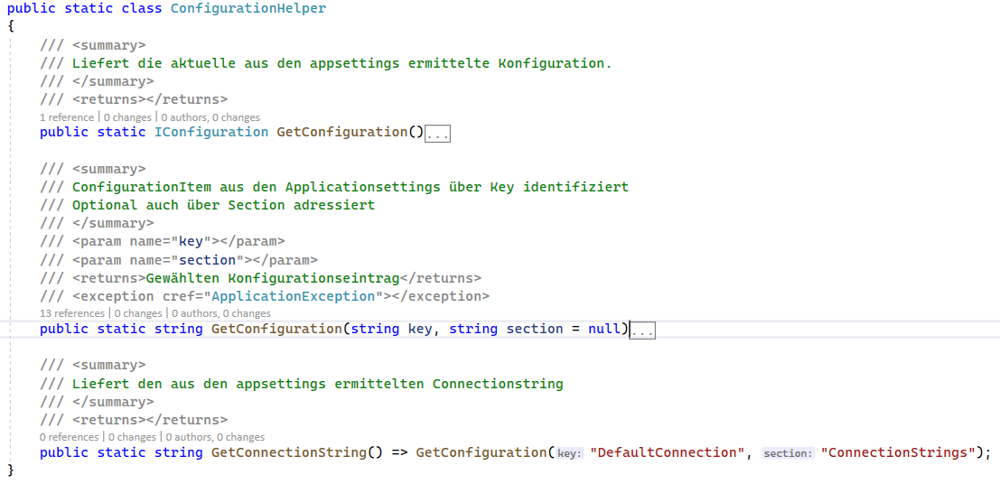 public static class ConfigurationHelper
{
/// <summary>
/// Liefert die aktuelle aus den appsettings ermittelte Konfiguration.
/// </summary>
/// <returns></returns>
1 reference | 0 changes | 0 authors, 0 changes
public static IConfiguration GetConfiguration()...
/// <summary>
/// ConfigurationItem aus den Applicationsettings über Key identifiziert
/// Optional auch über Section adressiert
/// </summary>
/// <param name="key"></param>
/// <param name="section"></param>
/// <returns>Gewählten Konfigurationseintrag</returns>
/// <exception cref="ApplicationException"></exception>
13 references | 0 changes | 0 authors, 0 changes
public static string GetConfiguration(string key, string section = null)...
/// <summary>
/// Liefert den aus den appsettings ermittelten Connectionstring
/// </summary>
/// <returns></returns>
0 references | 0 changes | 0 authors, 0 changes
public static string GetConnectionString() => GetConfiguration(key: "DefaultConnection", section: "ConnectionStrings");
}